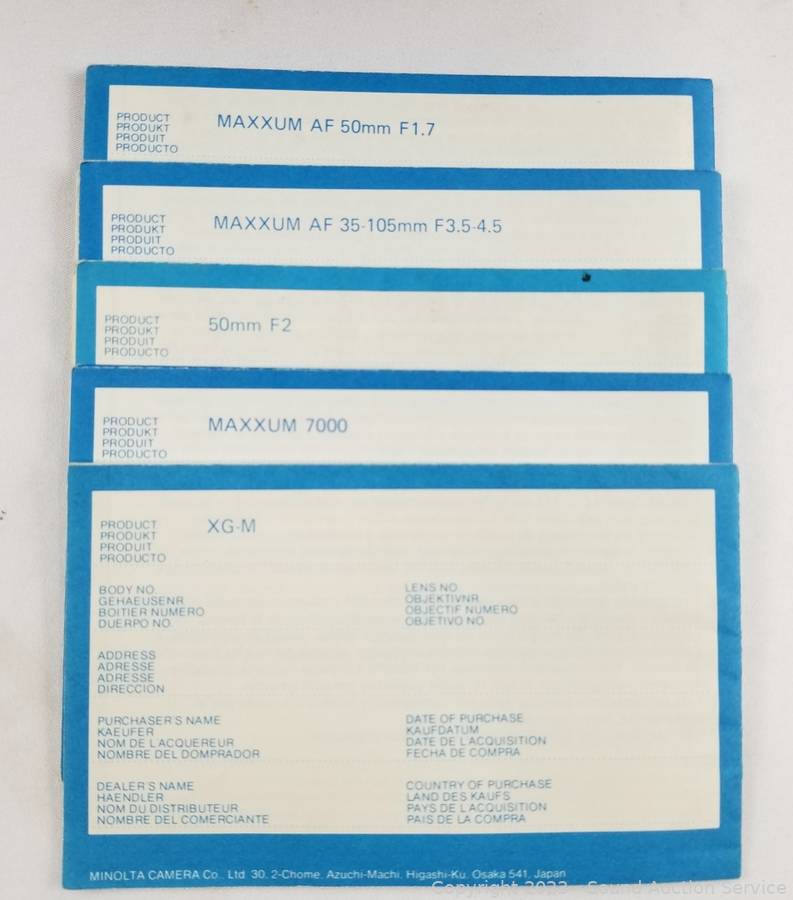 PRODUCT
PRODUKT
PRODUIT
PRODUCTO
MAXXUM AF 50mm F1.7
PRODUCT
PRODUKT
PRODUIT
PRODUCTO
MAXXUM AF 35-105mm F3.5-4.5
PRODUCT
PRODUKT
PRODUIT
PRODUCTO
50mm F2
PRODUCT
PRODUKT
PRODUIT
PRODUCTO
MAXXUM 7000
PRODUCT
PRODUKT
PRODUIT
PRODUCTO
XG-M
BODY NO.
GEHAEUSENR
BOITIER NUMERO
DUERPO NO.
LENS NO.
OBJEKTIVNR
OBJECTIF NUMERO
OBJETIVO NO.
ADDRESS
ADRESSE
ADRESSE
DIRECCION
PURCHASER'S NAME
KAEUFER
NOM DE L'ACQUEREUR
NOMBRE DEL DOMPRADOR
DATE OF PURCHASE
KAUFDATUM
DATE DE L'ACQUISITION
FECHA DE COMPRA
DEALER'S NAME
HAENDLER
NOM DU DISTRIBUTEUR
NOMBRE DEL COMERCIANTE
COUNTRY OF PURCHASE
LAND DES KAUFS
PAYS DE L'ACQUISITION
PAIS DE LA COMPRA
MINOLTA CAMERA Co., Ltd. 30, 2-Chome, Azuchi-Machi, Higashi-Ku, Osaka 541, Japan
Copyright 2023 - Sound Auction Service